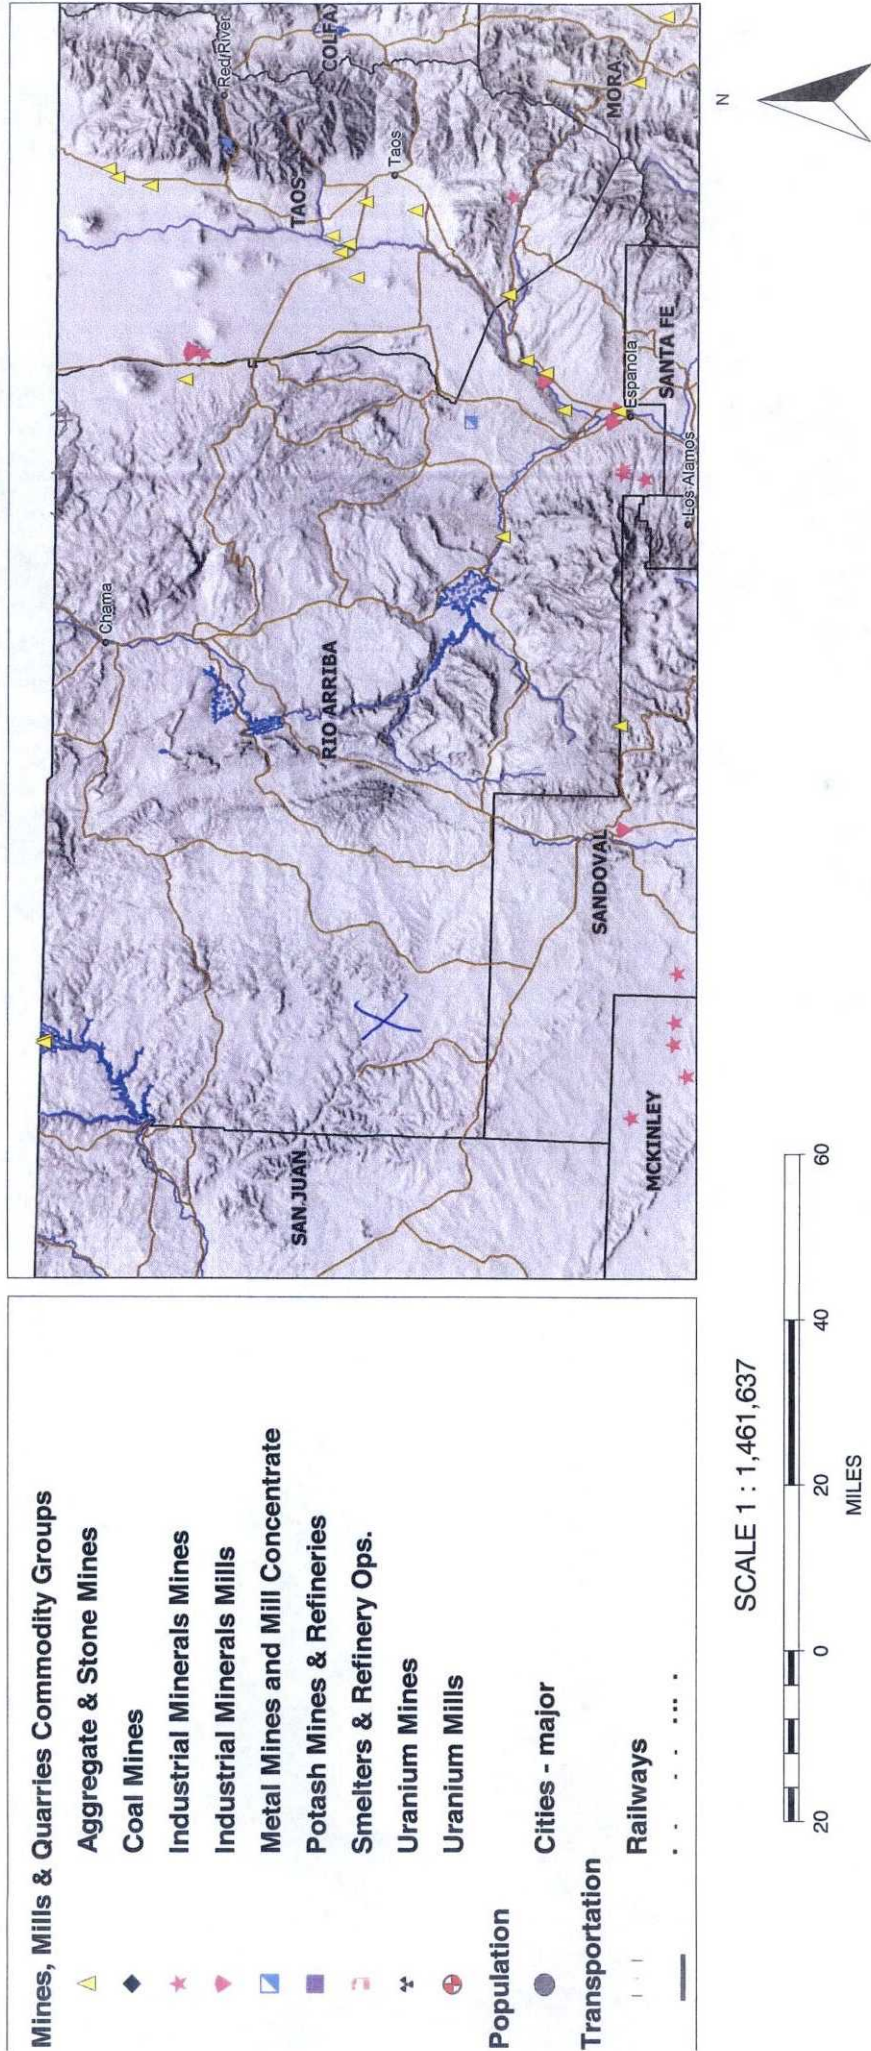 Mines, Mills & Quarries Commodity Groups
Aggregate & Stone Mines
Coal Mines
Industrial Minerals Mines
Industrial Minerals Mills
Metal Mines and Mill Concentrate
Potash Mines & Refineries
Smelters & Refinery Ops.
Uranium Mines
Uranium Mills
Population
Cities - major
Transportation
Railways
SAN JUAN
MCKINLEY
SANDOVAL
RIO ARRIBA
Chama
Los Alamos
Espanola
SANTA FE
TAOS
Taos
Red River
COLFAX
MORA
SCALE 1 : 1,461,637
20 0 20 40 60
MILES
N
X